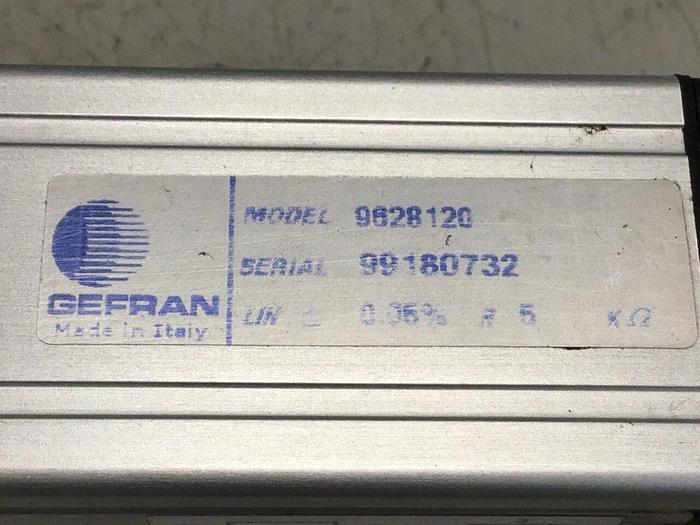 GEFRAN
Made in Italy
MODEL 9628120
SERIAL 99180732
LIN ± 0.05% R 5 KΩ